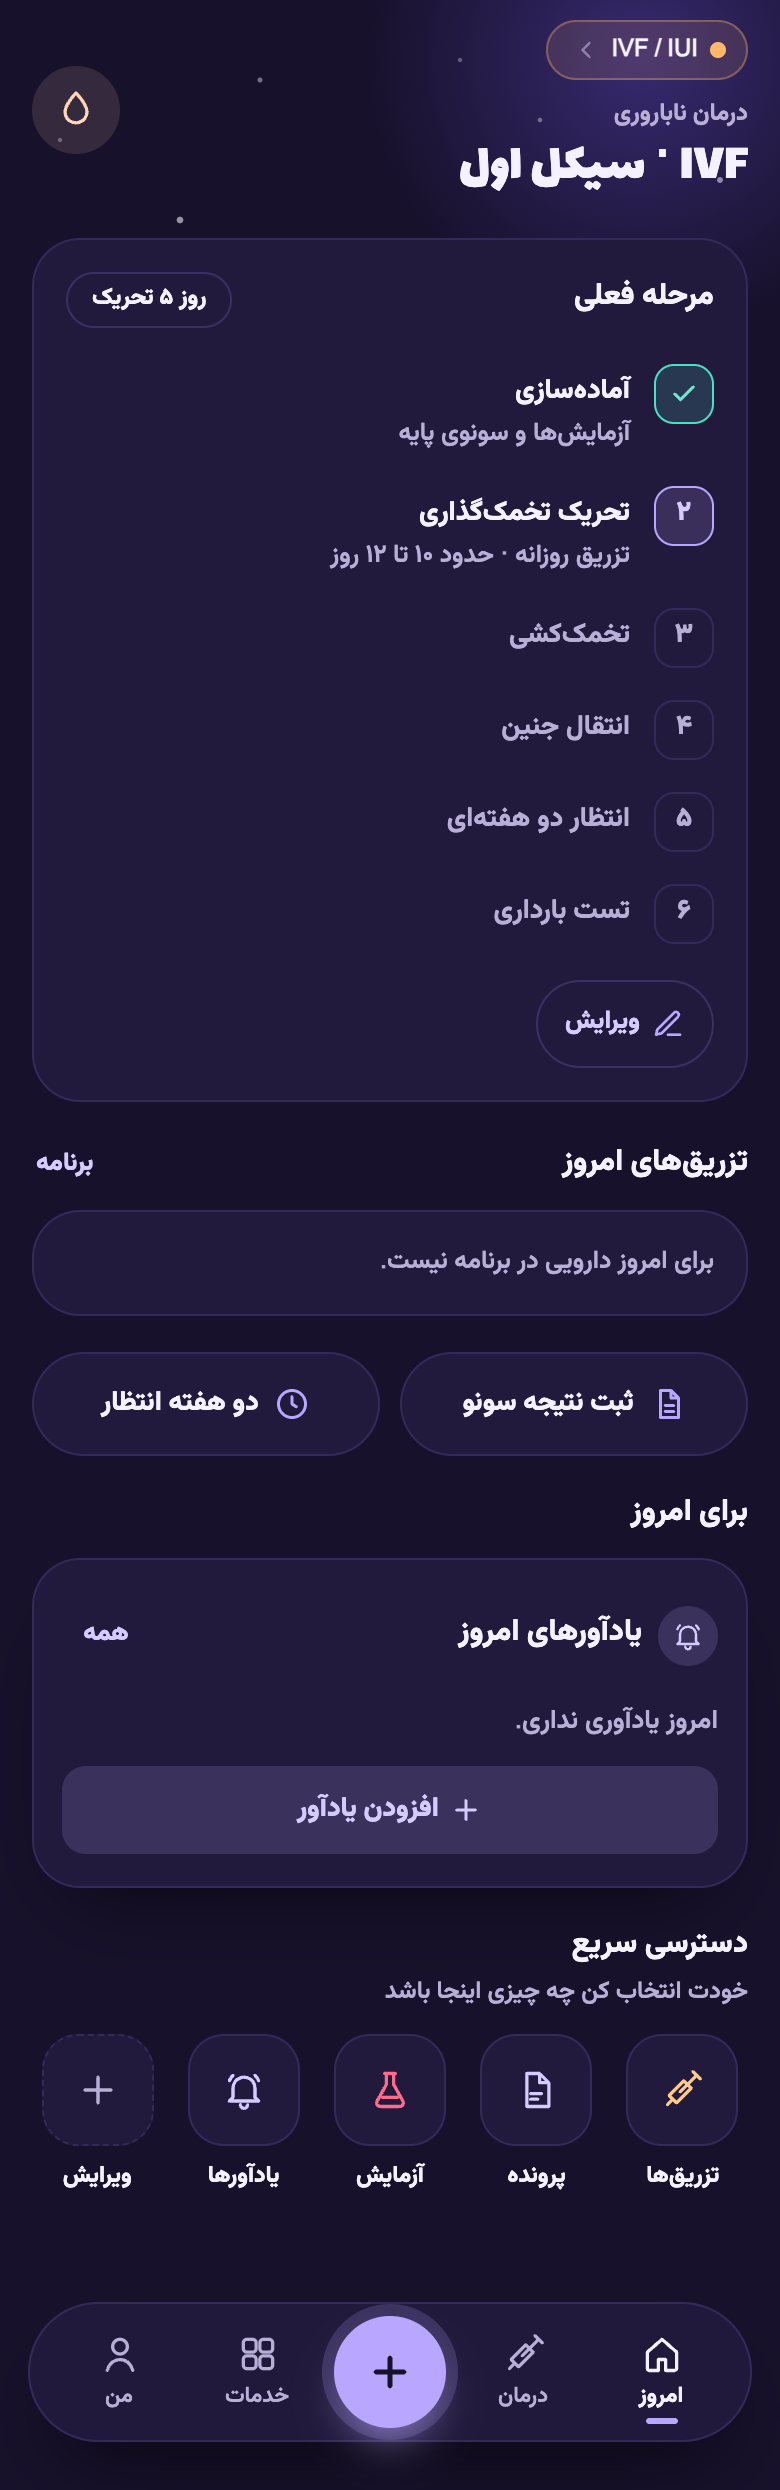 IVF / IUI
درمان ناباروری
IVF · سیکل اول
مرحله فعلی
روز ۵ تحریک
آماده‌سازی
آزمایش‌ها و سونوی پایه
۲
تحریک تخمک‌گذاری
تزریق روزانه · حدود ۱۰ تا ۱۲ روز
۳
تخمک‌کشی
۴
انتقال جنین
۵
انتظار دو هفته‌ای
۶
تست بارداری
ویرایش
تزریق‌های امروز
برنامه
برای امروز دارویی در برنامه نیست.
ثبت نتیجه سونو
دو هفته انتظار
برای امروز
یادآورهای امروز
همه
امروز یادآوری نداری.
افزودن یادآور
دسترسی سریع
خودت انتخاب کن چه چیزی اینجا باشد
تزریق‌ها
پرونده
آزمایش
یادآورها
ویرایش
امروز
درمان
خدمات
من